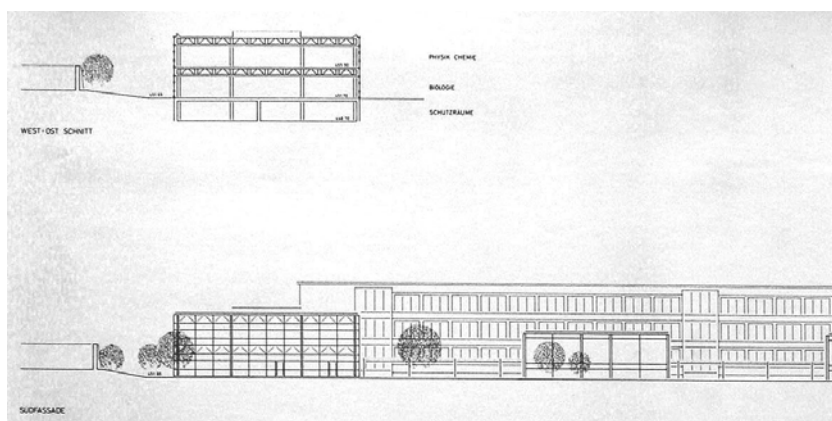 PHYSIK CHEMIE
BIOLOGIE
SCHUTZRÄUME
WEST-OST SCHNITT
SÜDFASSADE